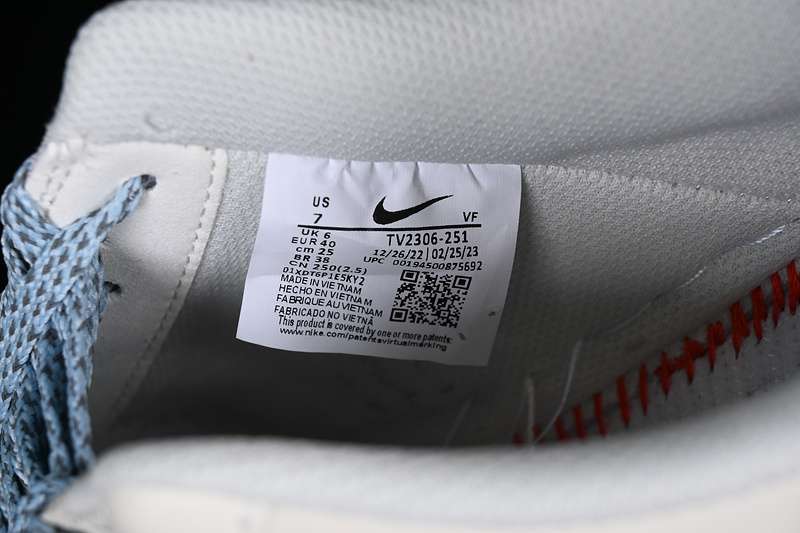 US
7 VF
UK 6 TV2306-251
EUR 40
cm 25 12/26/22 | 02/25/23
BR 38 UPC 00194500875692
CN 250(2.5)
01XDT6P1E5KY2
MADE IN VIETNAM
HECHO EN VIETNAM
FABRIQUE AU VIETNAM
FABRICADO NO VIETNÃ
This product is covered by one or more patents:
www.nike.com/patentsvirtualmarking